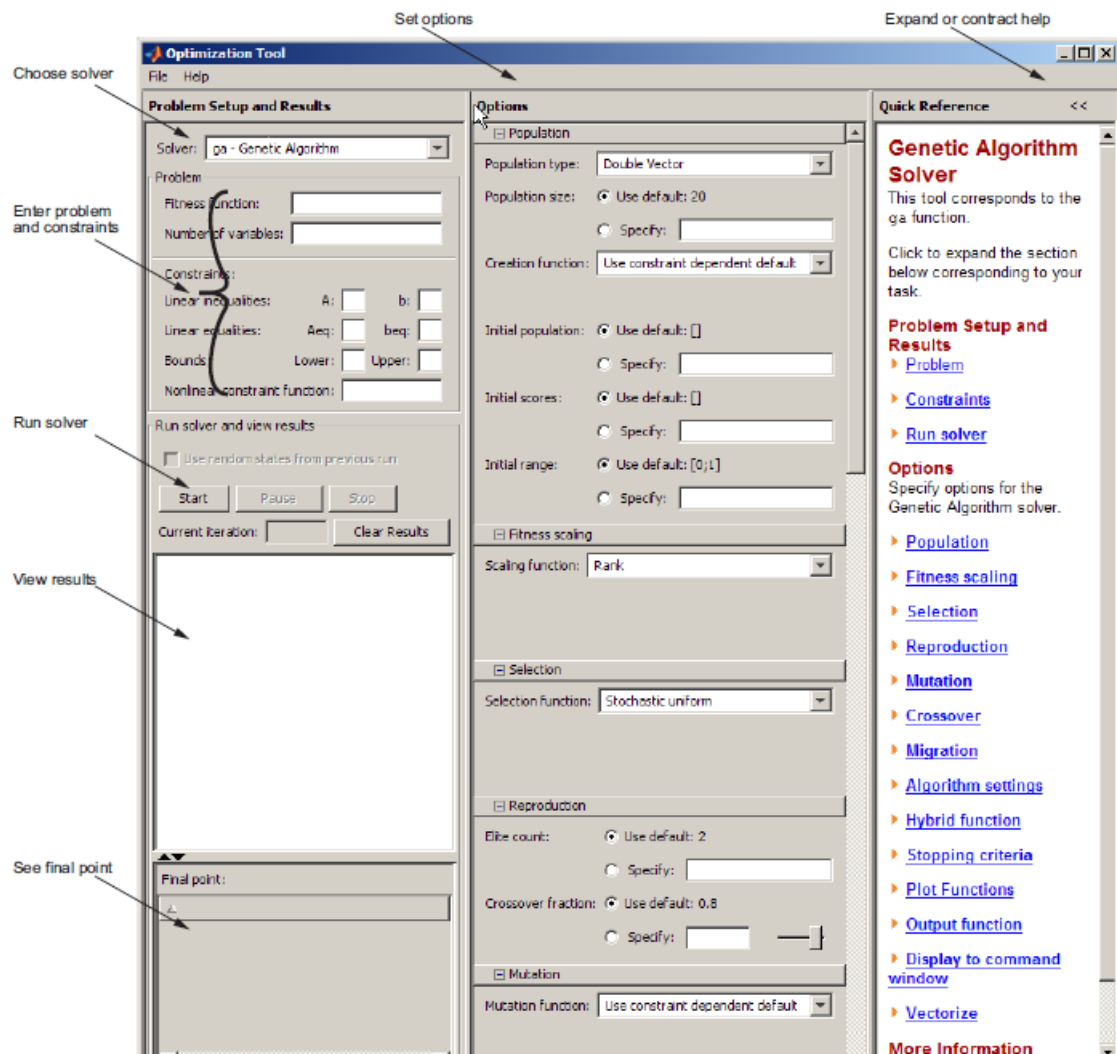 Set options
Expand or contract help
Optimization Tool
Choose solver
File Help
Problem Setup and Results
Solver: ga - Genetic Algorithm
Problem
Enter problem
and constraints
Fitness function:
Number of variables:
Constraints:
Linear inequalities: A: b:
Linear equalities: Aeq: beq:
Bounds: Lower: Upper:
Nonlinear constraint function:
Run solver
Run solver and view results
Use random states from previous run
Start Pause Stop
Current iteration: Clear Results
View results
See final point
Final point:
Options
Population
Population type: Double Vector
Population size: Use default: 20
Specify:
Creation function: Use constraint dependent default
Initial population: Use default: []
Specify:
Initial scores: Use default: []
Specify:
Initial range: Use default: [0;1]
Specify:
Fitness scaling
Scaling function: Rank
Selection
Selection function: Stochastic uniform
Reproduction
Elite count: Use default: 2
Specify:
Crossover fraction: Use default: 0.8
Specify:
Mutation
Mutation function: Use constraint dependent default
Quick Reference <<
Genetic Algorithm
Solver
This tool corresponds to the
ga function.
Click to expand the section
below corresponding to your
task.
Problem Setup and
Results
Problem
Constraints
Run solver
Options
Specify options for the
Genetic Algorithm solver.
Population
Fitness scaling
Selection
Reproduction
Mutation
Crossover
Migration
Algorithm settings
Hybrid function
Stopping criteria
Plot Functions
Output function
Display to command
window
Vectorize
More Information